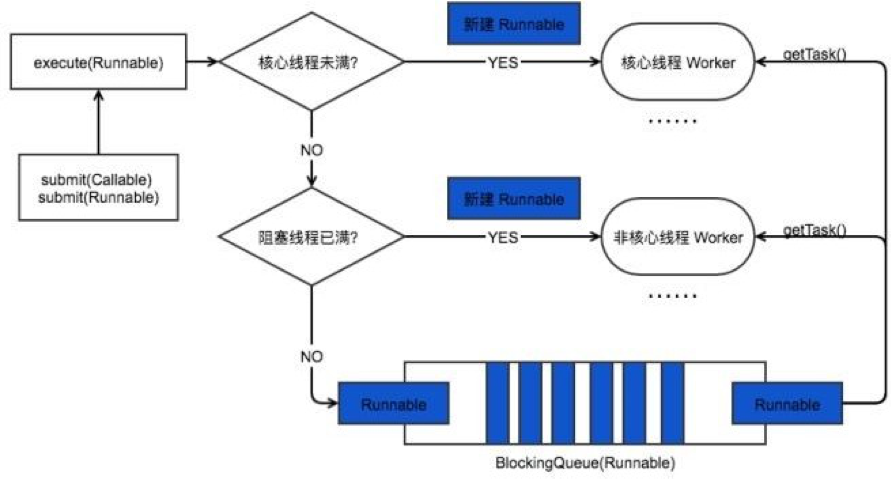 新建 Runnable
execute(Runnable)
核心线程未满?
YES
核心线程 Worker
getTask()
······
NO
submit(Callable)
submit(Runnable)
新建 Runnable
阻塞线程已满?
YES
非核心线程 Worker
getTask()
······
NO
Runnable
Runnable
BlockingQueue(Runnable)